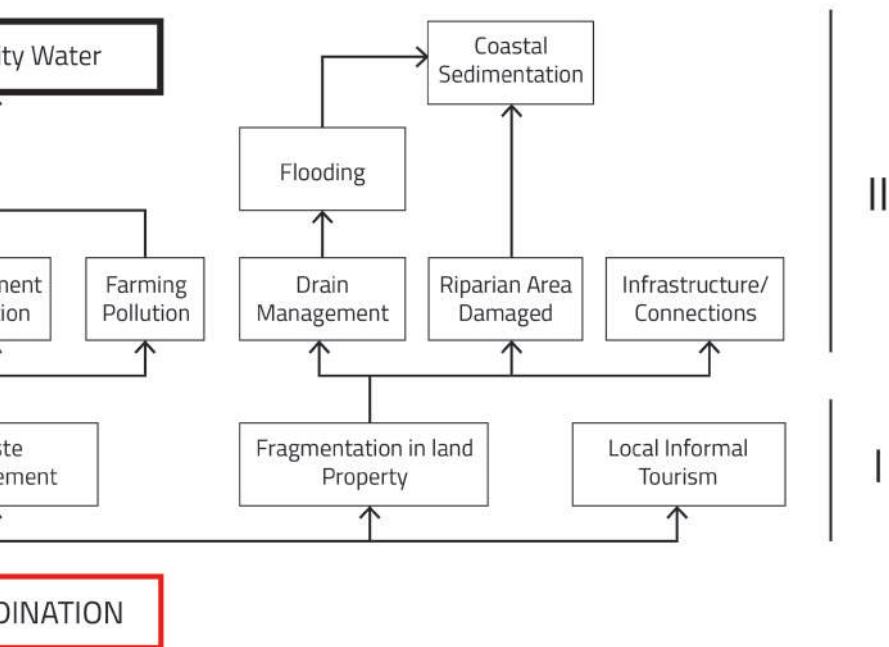 ity Water
Coastal
Sedimentation
Flooding
II
ment
ion
Farming
Pollution
Drain
Management
Riparian Area
Damaged
Infrastructure/
Connections
ste
ement
Fragmentation in land
Property
Local Informal
Tourism
I
DINATION